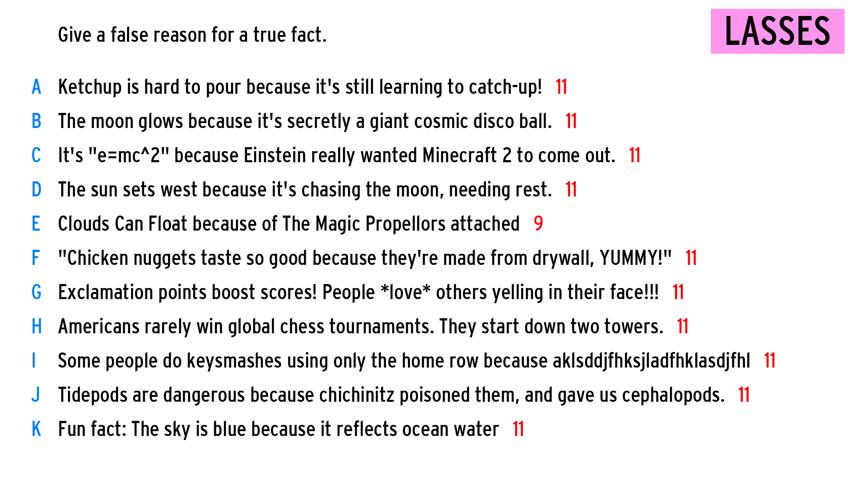 Give a false reason for a true fact.
LASSES
A Ketchup is hard to pour because it's still learning to catch-up! 11
B The moon glows because it's secretly a giant cosmic disco ball. 11
C It's "e=mc^2" because Einstein really wanted Minecraft 2 to come out. 11
D The sun sets west because it's chasing the moon, needing rest. 11
E Clouds Can Float because of The Magic Propellors attached 9
F "Chicken nuggets taste so good because they're made from drywall, YUMMY!" 11
G Exclamation points boost scores! People *love* others yelling in their face!!! 11
H Americans rarely win global chess tournaments. They start down two towers. 11
I Some people do keysmashes using only the home row because aklsddjfhksjladfhklasdjfhl 11
J Tidepods are dangerous because chichinitz poisoned them, and gave us cephalopods. 11
K Fun fact: The sky is blue because it reflects ocean water 11